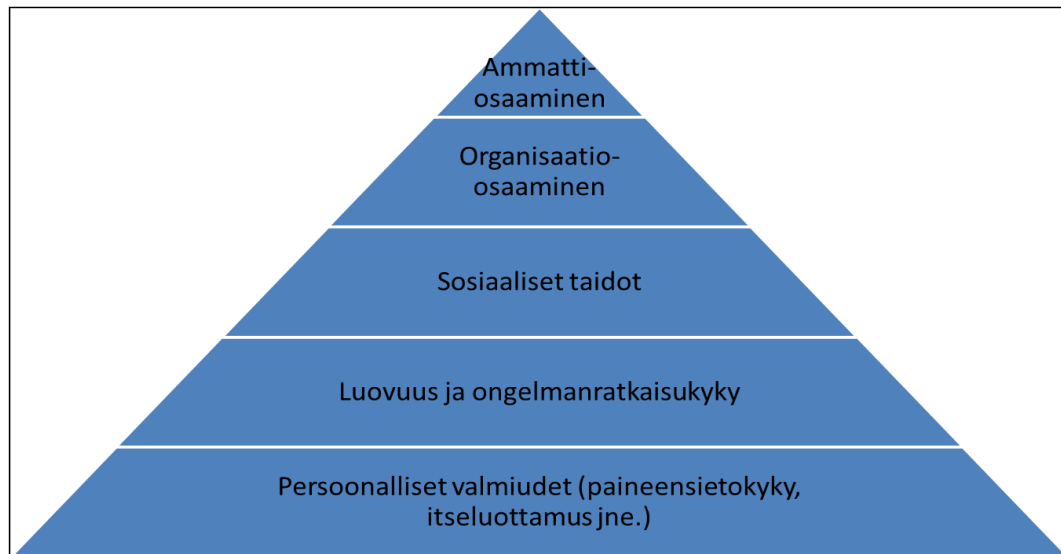 Ammatti-
osaaminen
Organisaatio-
osaaminen
Sosiaaliset taidot
Luovuus ja ongelmanratkaisukyky
Persoonalliset valmiudet (paineensietokyky,
itseluottamus jne.)